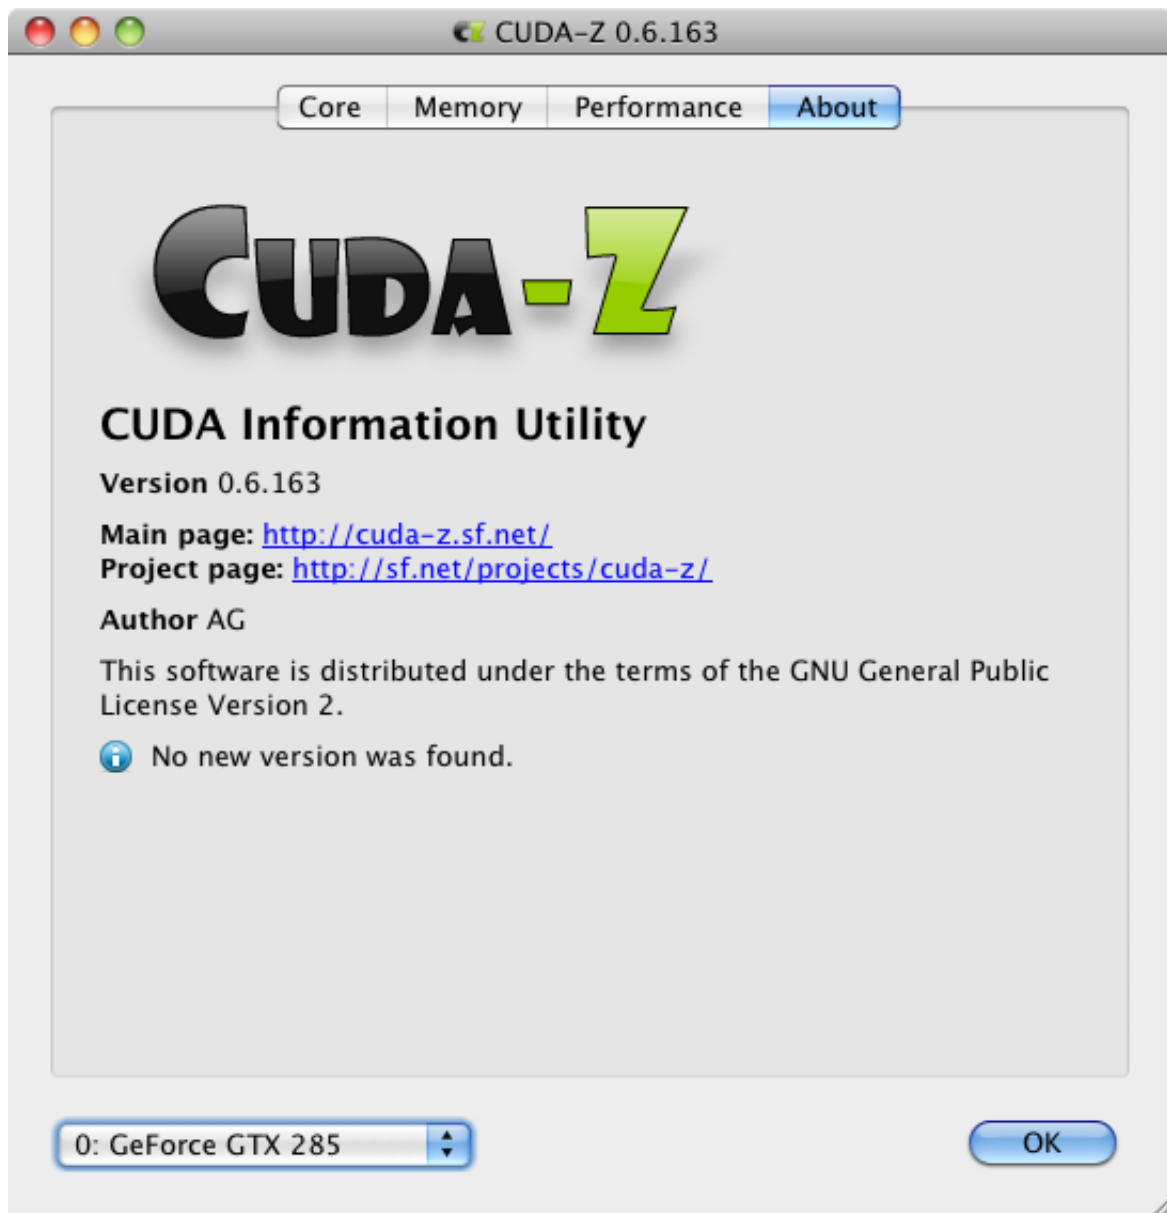 CUDA-Z 0.6.163
Core Memory Performance About
CUDA-Z
CUDA Information Utility
Version 0.6.163
Main page: http://cuda-z.sf.net/
Project page: http://sf.net/projects/cuda-z/
Author AG
This software is distributed under the terms of the GNU General Public
License Version 2.
No new version was found.
0: GeForce GTX 285
OK